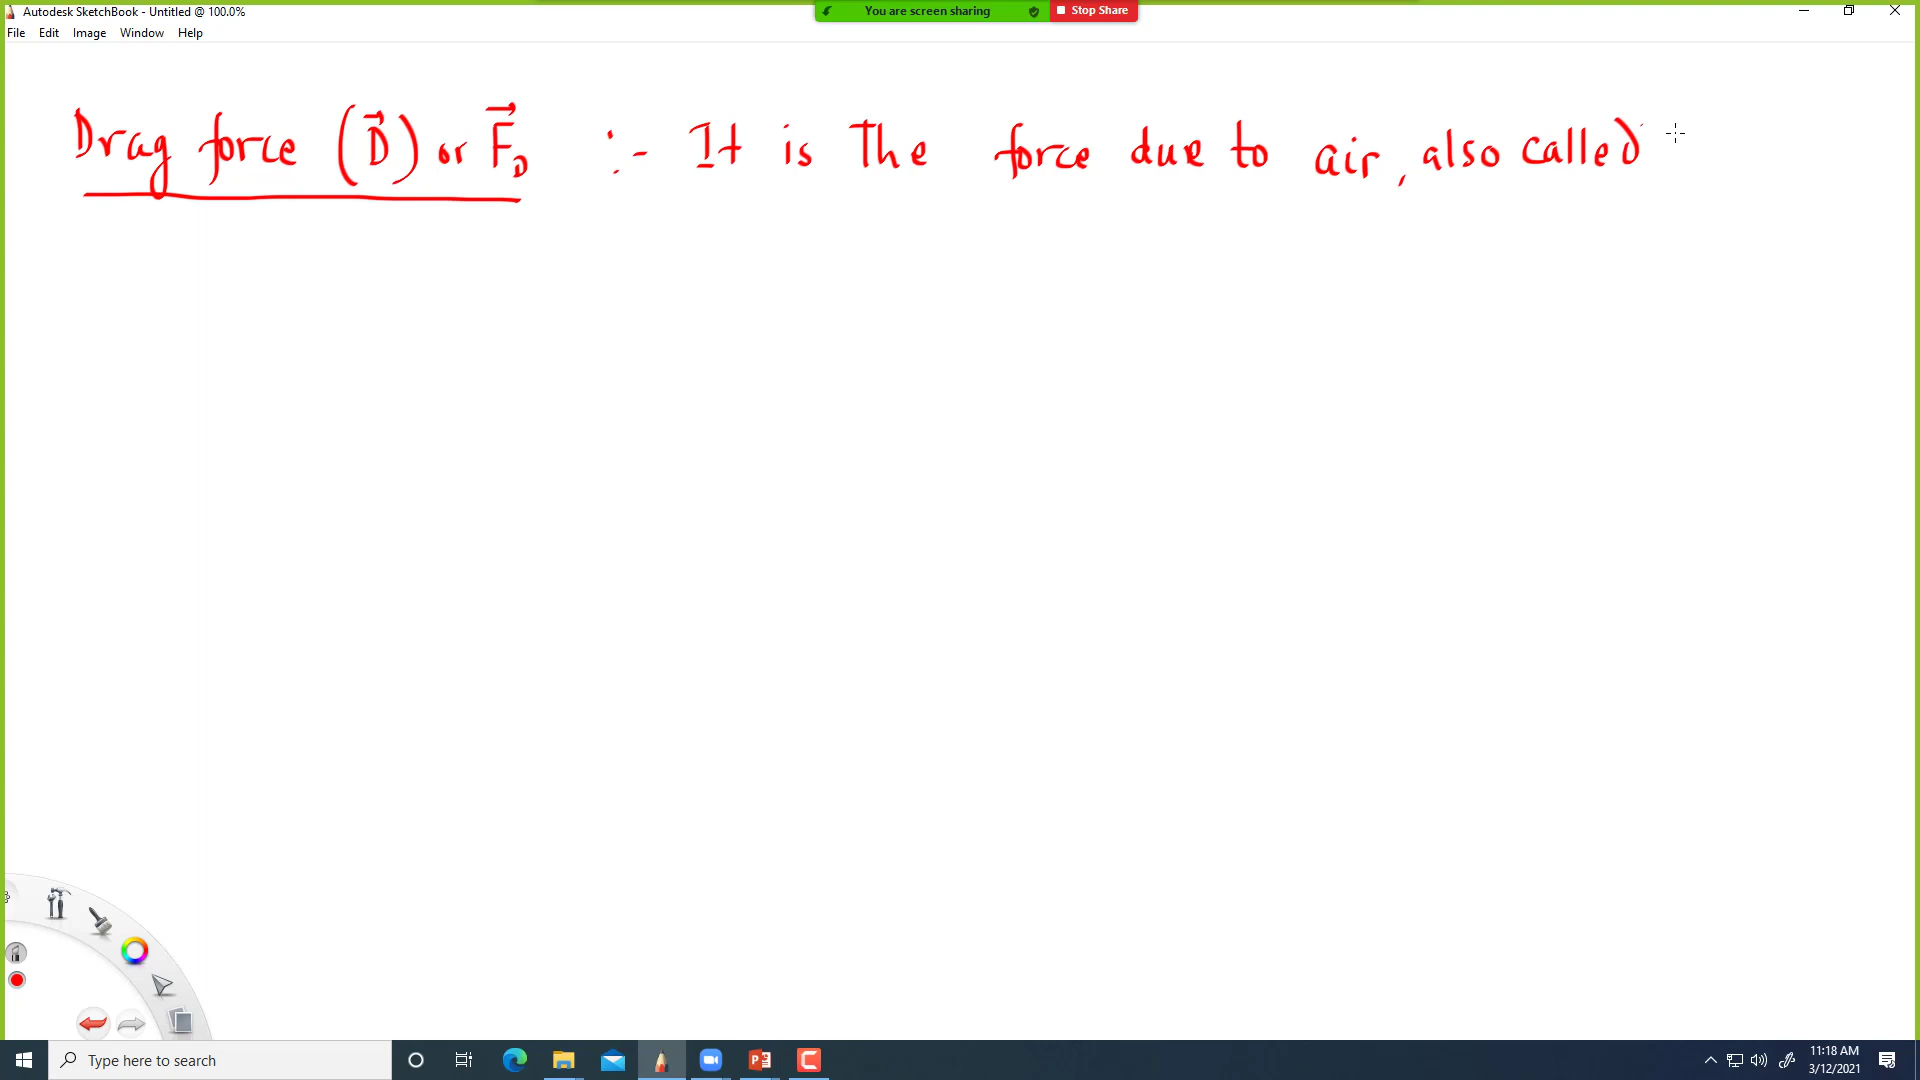 Autodesk SketchBook - Untitled @ 100.0%
You are screen sharing
Stop Share
File Edit Image Window Help
Drag force (D⃗) or F⃗_D :- It is The force due to air, also called
Type here to search
11:18 AM
3/12/2021